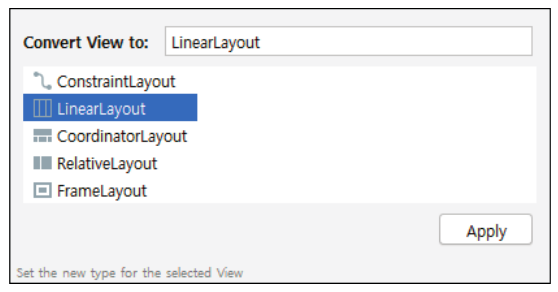 Convert View to: LinearLayout
ConstraintLayout
LinearLayout
CoordinatorLayout
RelativeLayout
FrameLayout
Apply
Set the new type for the selected View